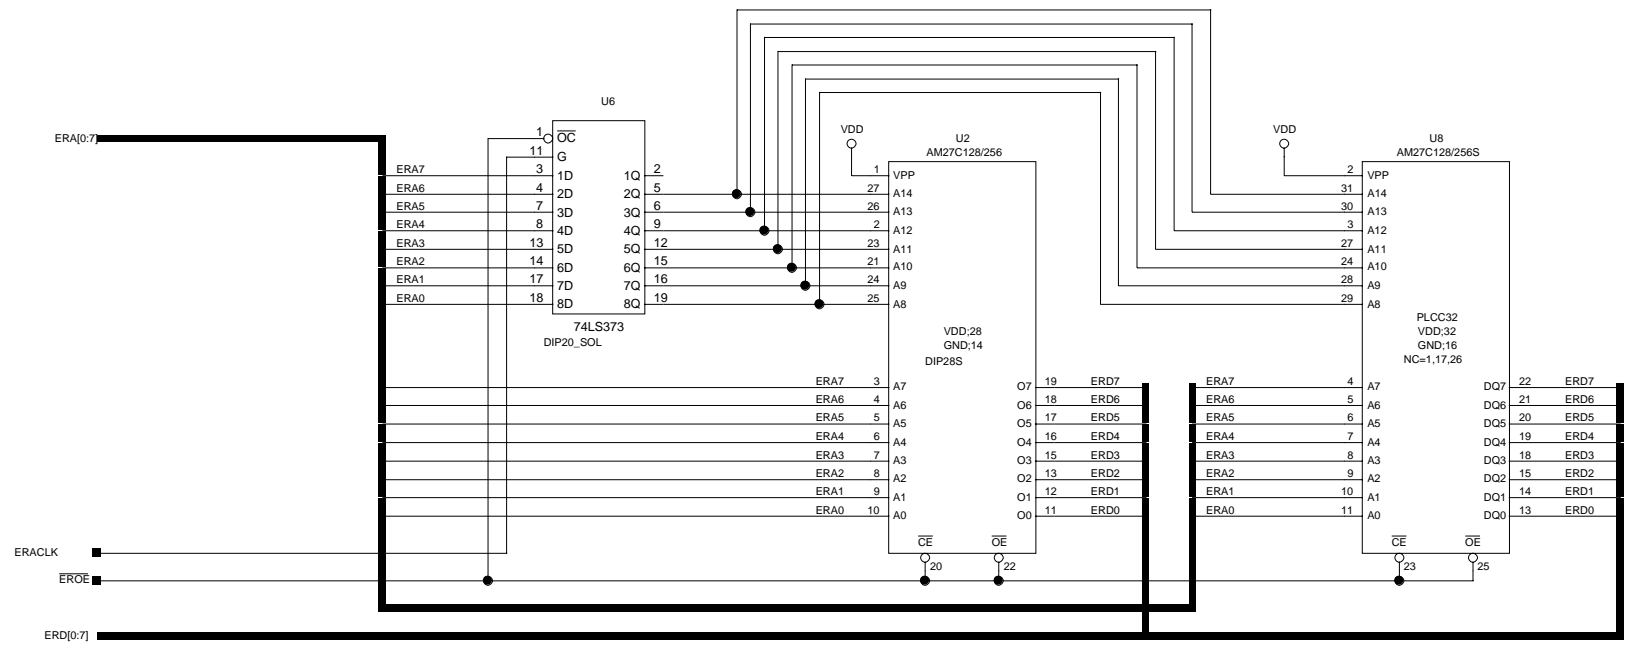 U6
ERA[0:7]
1 OC
11 G
ERA7 3 1D 1Q 2
ERA6 4 2D 2Q 5
ERA5 7 3D 3Q 6
ERA4 8 4D 4Q 9
ERA3 13 5D 5Q 12
ERA2 14 6D 6Q 15
ERA1 17 7D 7Q 16
ERA0 18 8D 8Q 19
74LS373
DIP20_SOL
VDD
U2
AM27C128/256
1 VPP
27 A14
26 A13
2 A12
23 A11
21 A10
24 A9
25 A8
VDD;28
GND;14
DIP28S
ERA7 3 A7 O7 19 ERD7
ERA6 4 A6 O6 18 ERD6
ERA5 5 A5 O5 17 ERD5
ERA4 6 A4 O4 16 ERD4
ERA3 7 A3 O3 15 ERD3
ERA2 8 A2 O2 13 ERD2
ERA1 9 A1 O1 12 ERD1
ERA0 10 A0 O0 11 ERD0
CE OE
20 22
VDD
U8
AM27C128/256S
2 VPP
31 A14
30 A13
3 A12
27 A11
24 A10
28 A9
29 A8
PLCC32
VDD;32
GND;16
NC=1,17,26
ERA7 4 A7 DQ7 22 ERD7
ERA6 5 A6 DQ6 21 ERD6
ERA5 6 A5 DQ5 20 ERD5
ERA4 7 A4 DQ4 19 ERD4
ERA3 8 A3 DQ3 18 ERD3
ERA2 9 A2 DQ2 15 ERD2
ERA1 10 A1 DQ1 14 ERD1
ERA0 11 A0 DQ0 13 ERD0
CE OE
23 25
ERACLK
EROE
ERD[0:7]